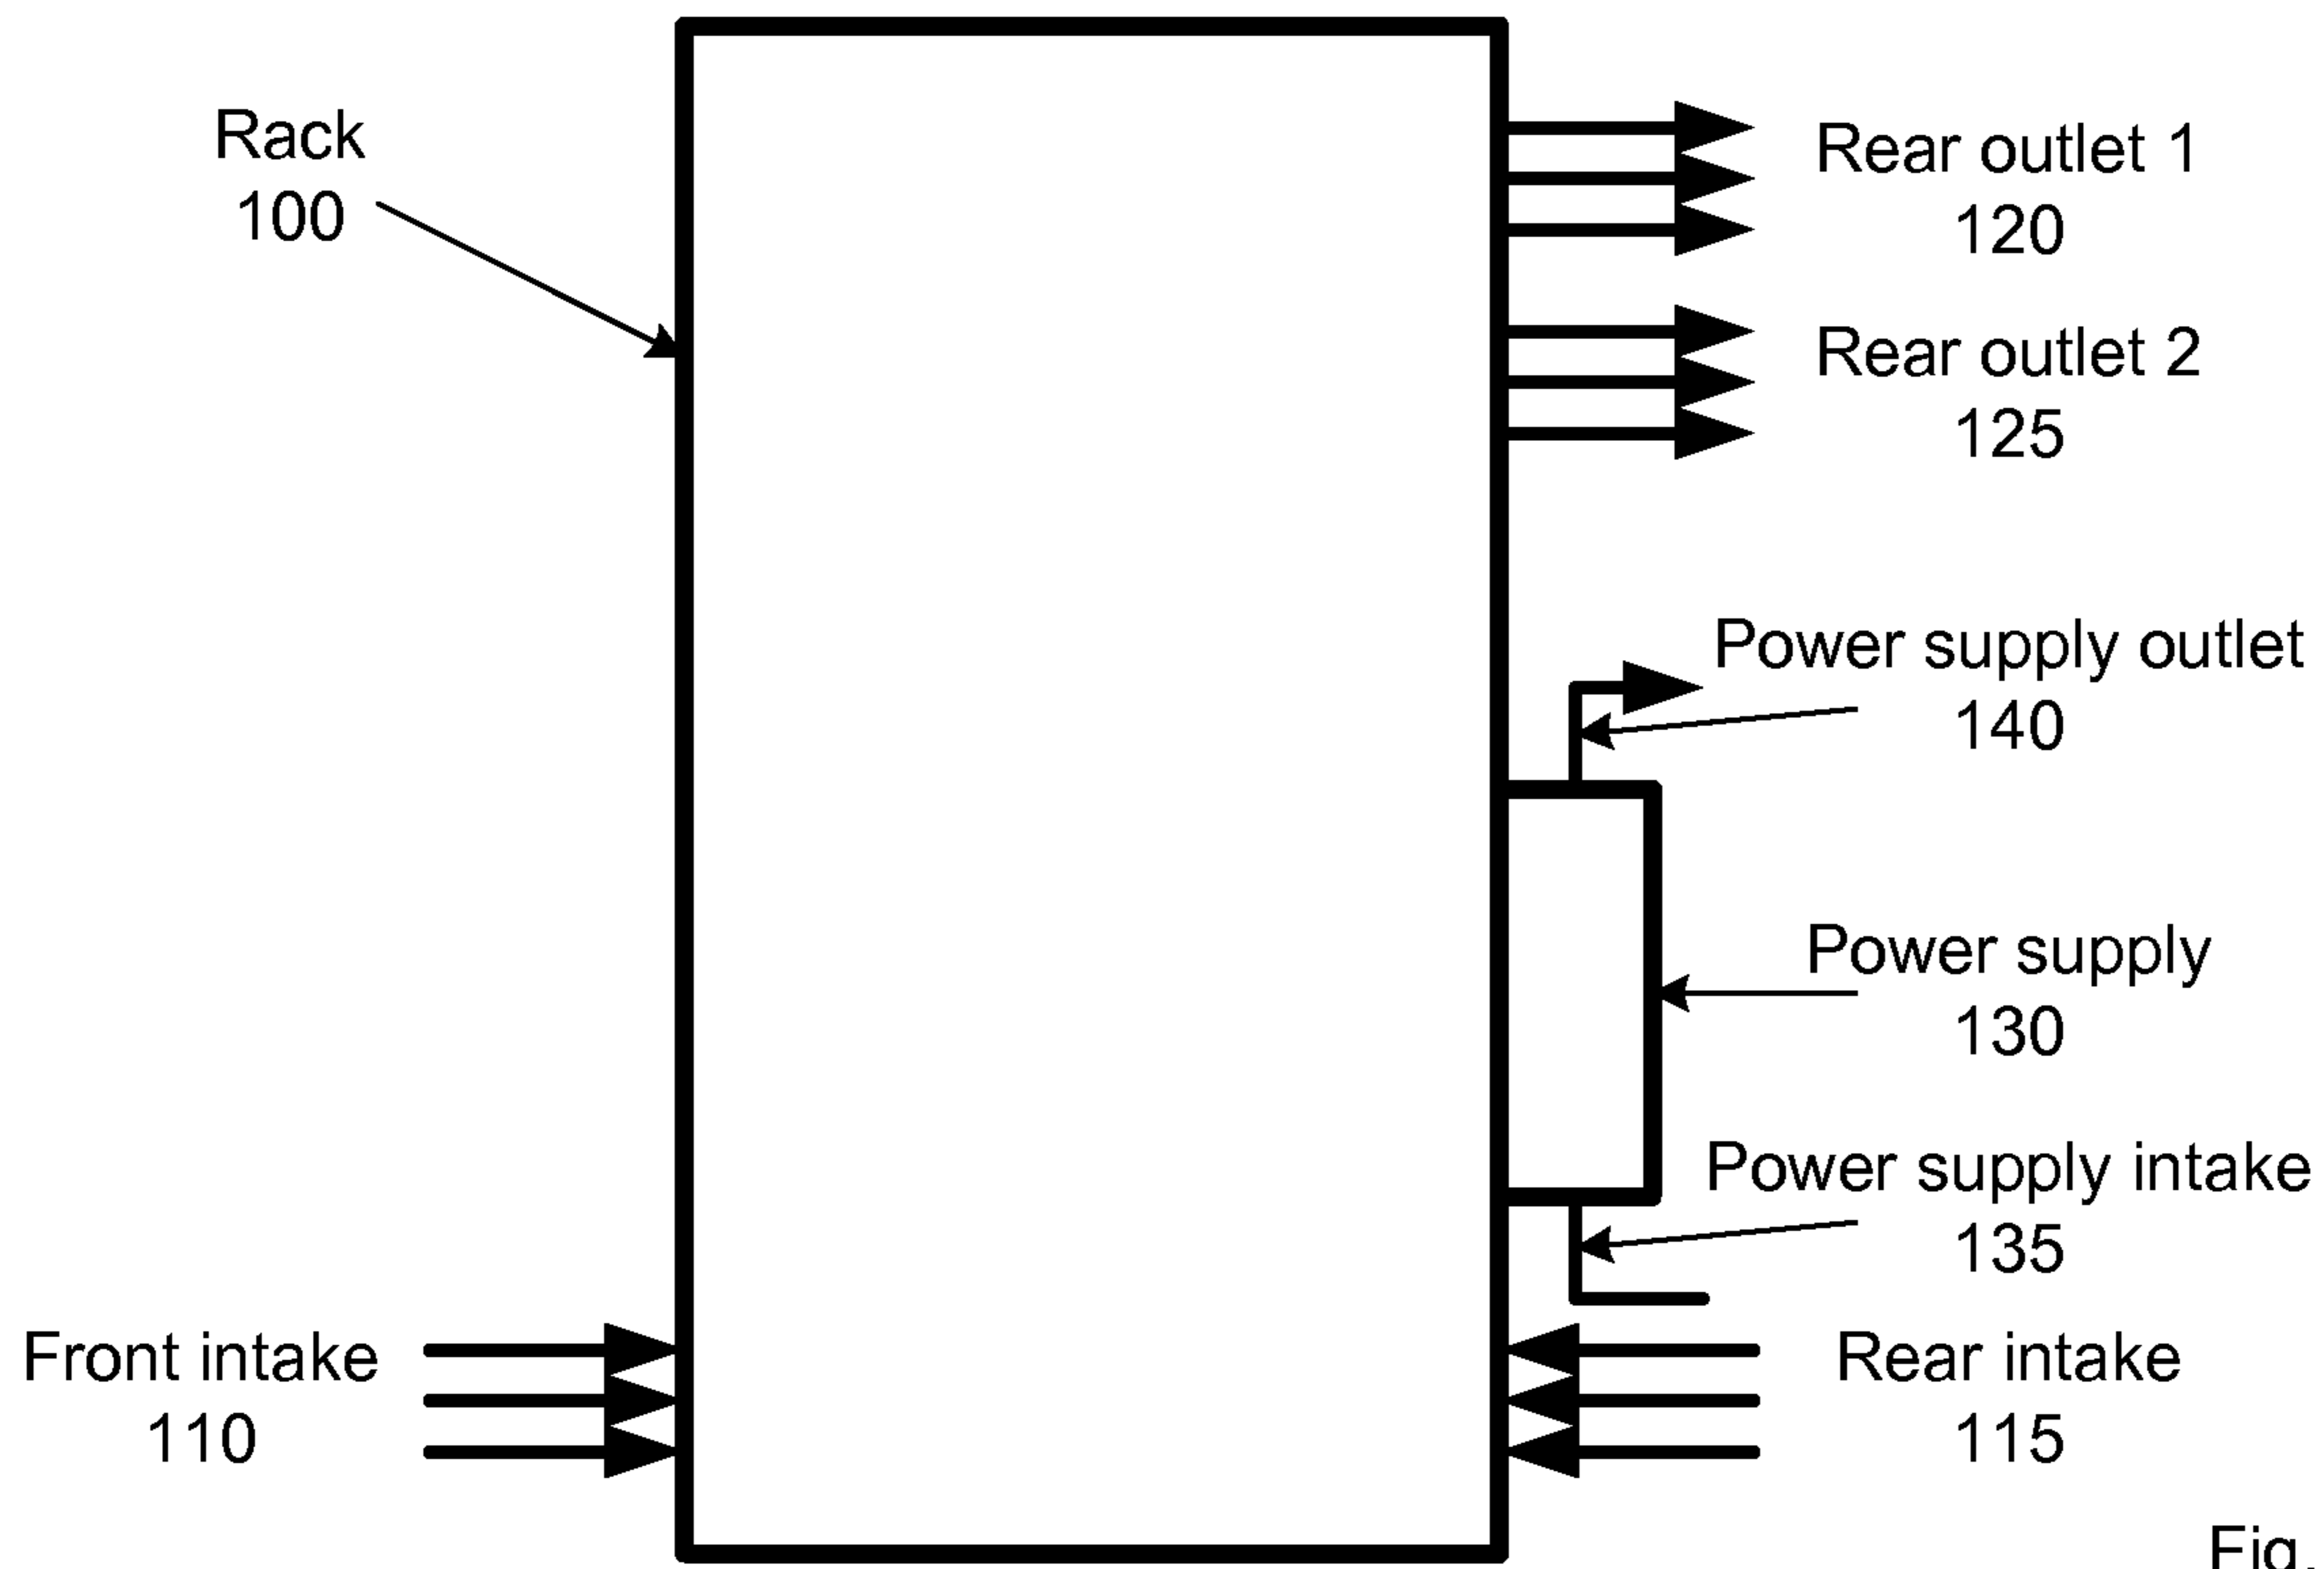 Rack
100
Rear outlet 1
120
Rear outlet 2
125
Power supply outlet
140
Power supply
130
Power supply intake
135
Front intake
110
Rear intake
115
Fig.